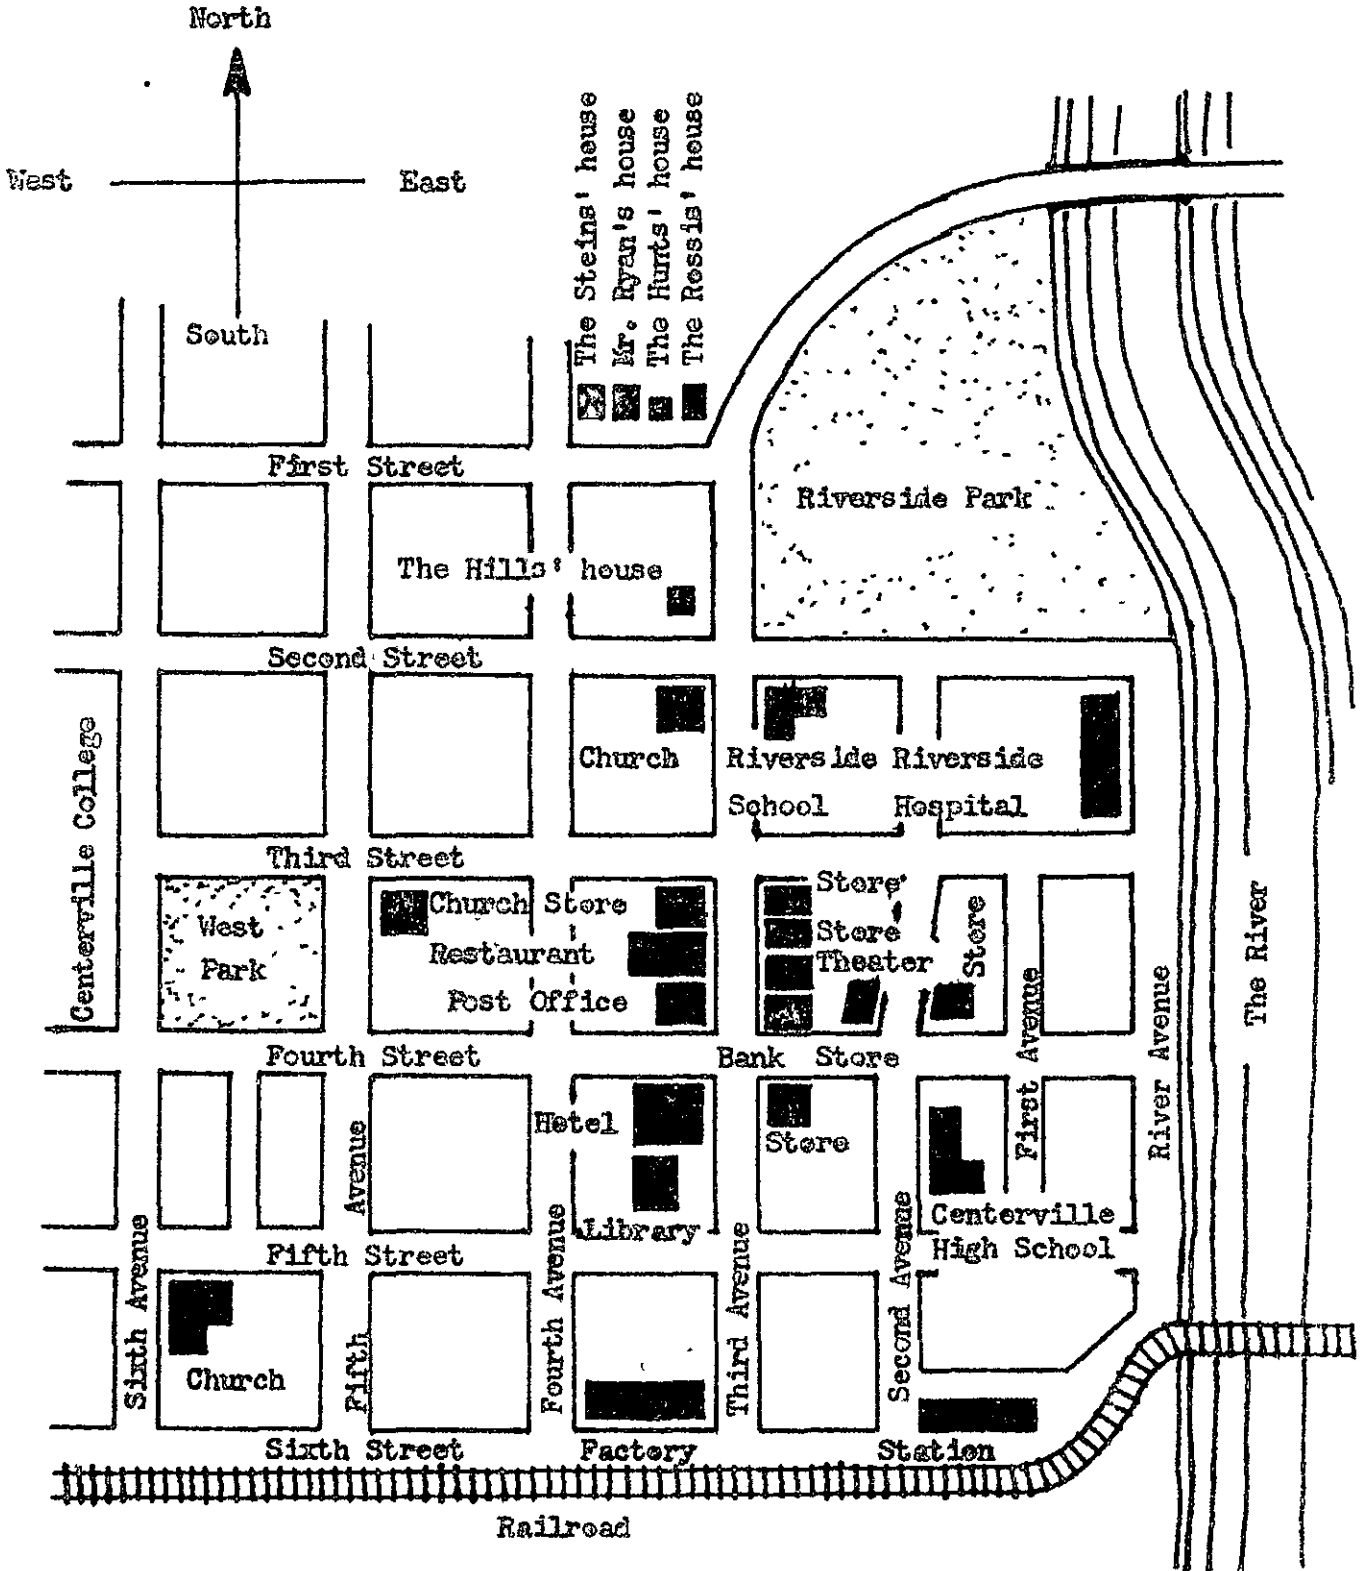 North
West
East
South
The Steins' house
Mr. Ryan's house
The Hunts' house
The Rossis' house
First Street
Riverside Park
The Hills' house
Second Street
Centerville College
Church
Riverside
School
Riverside
Hospital
Third Street
West
Park
Church
Store
Restaurant
Post Office
Store
Store
Theater
Store
First Avenue
River Avenue
The River
Fourth Street
Bank
Store
Hotel
Store
Library
Centerville
High School
Fifth Street
Sixth Avenue
Fifth
Avenue
Fourth Avenue
Third Avenue
Second Avenue
Church
Sixth Street
Factory
Station
Railroad